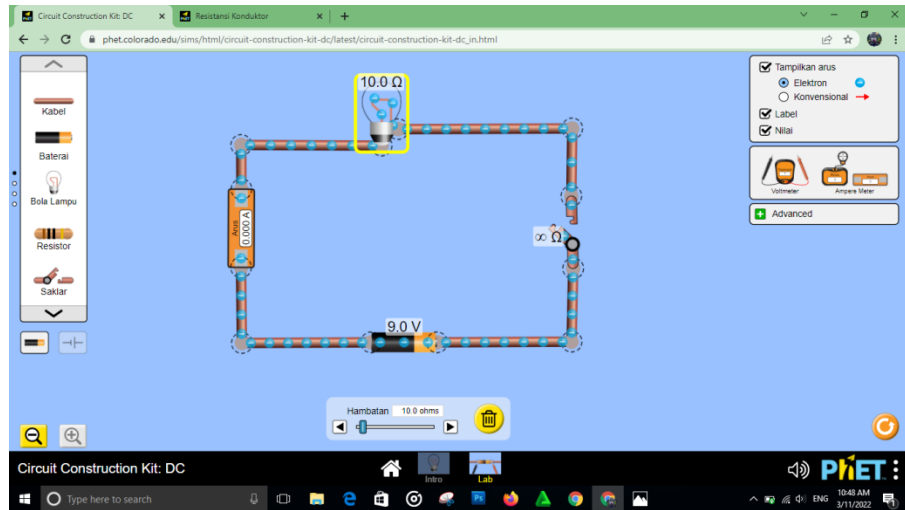 Circuit Construction Kit: DC
Resistansi Konduktor
phet.colorado.edu/sims/html/circuit-construction-kit-dc/latest/circuit-construction-kit-dc_in.html
Kabel
Baterai
Bola Lampu
Resistor
Saklar
10.0 Ω
Arus
0.000 A
∞ Ω
9.0 V
Tampilkan arus
Elektron
Konvensional
Label
Nilai
Voltmeter
Ampere Meter
Advanced
Hambatan 10.0 ohms
Circuit Construction Kit: DC
Intro
Lab
PhET
Type here to search
Ps
ENG
10:48 AM
3/11/2022